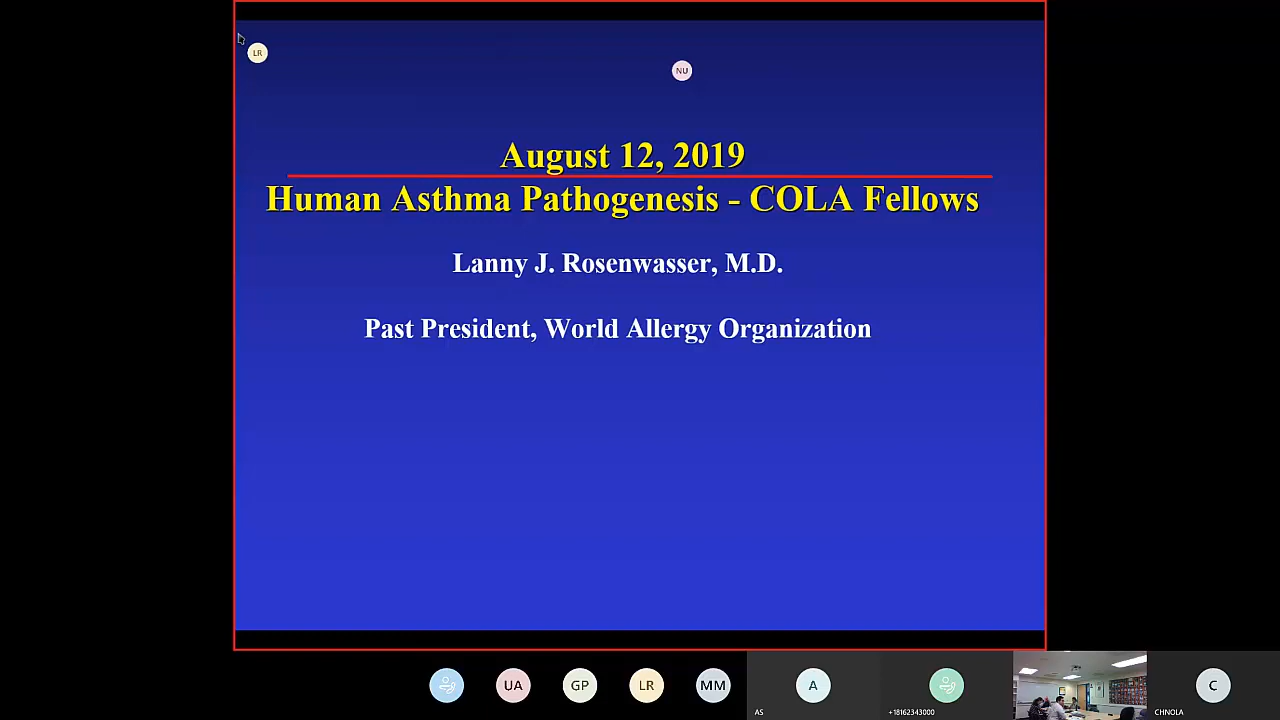 LR
NU
August 12, 2019
Human Asthma Pathogenesis - COLA Fellows
Lanny J. Rosenwasser, M.D.
Past President, World Allergy Organization
UA
GP
LR
MM
A
C
AS
+18162343000
CHNOLA